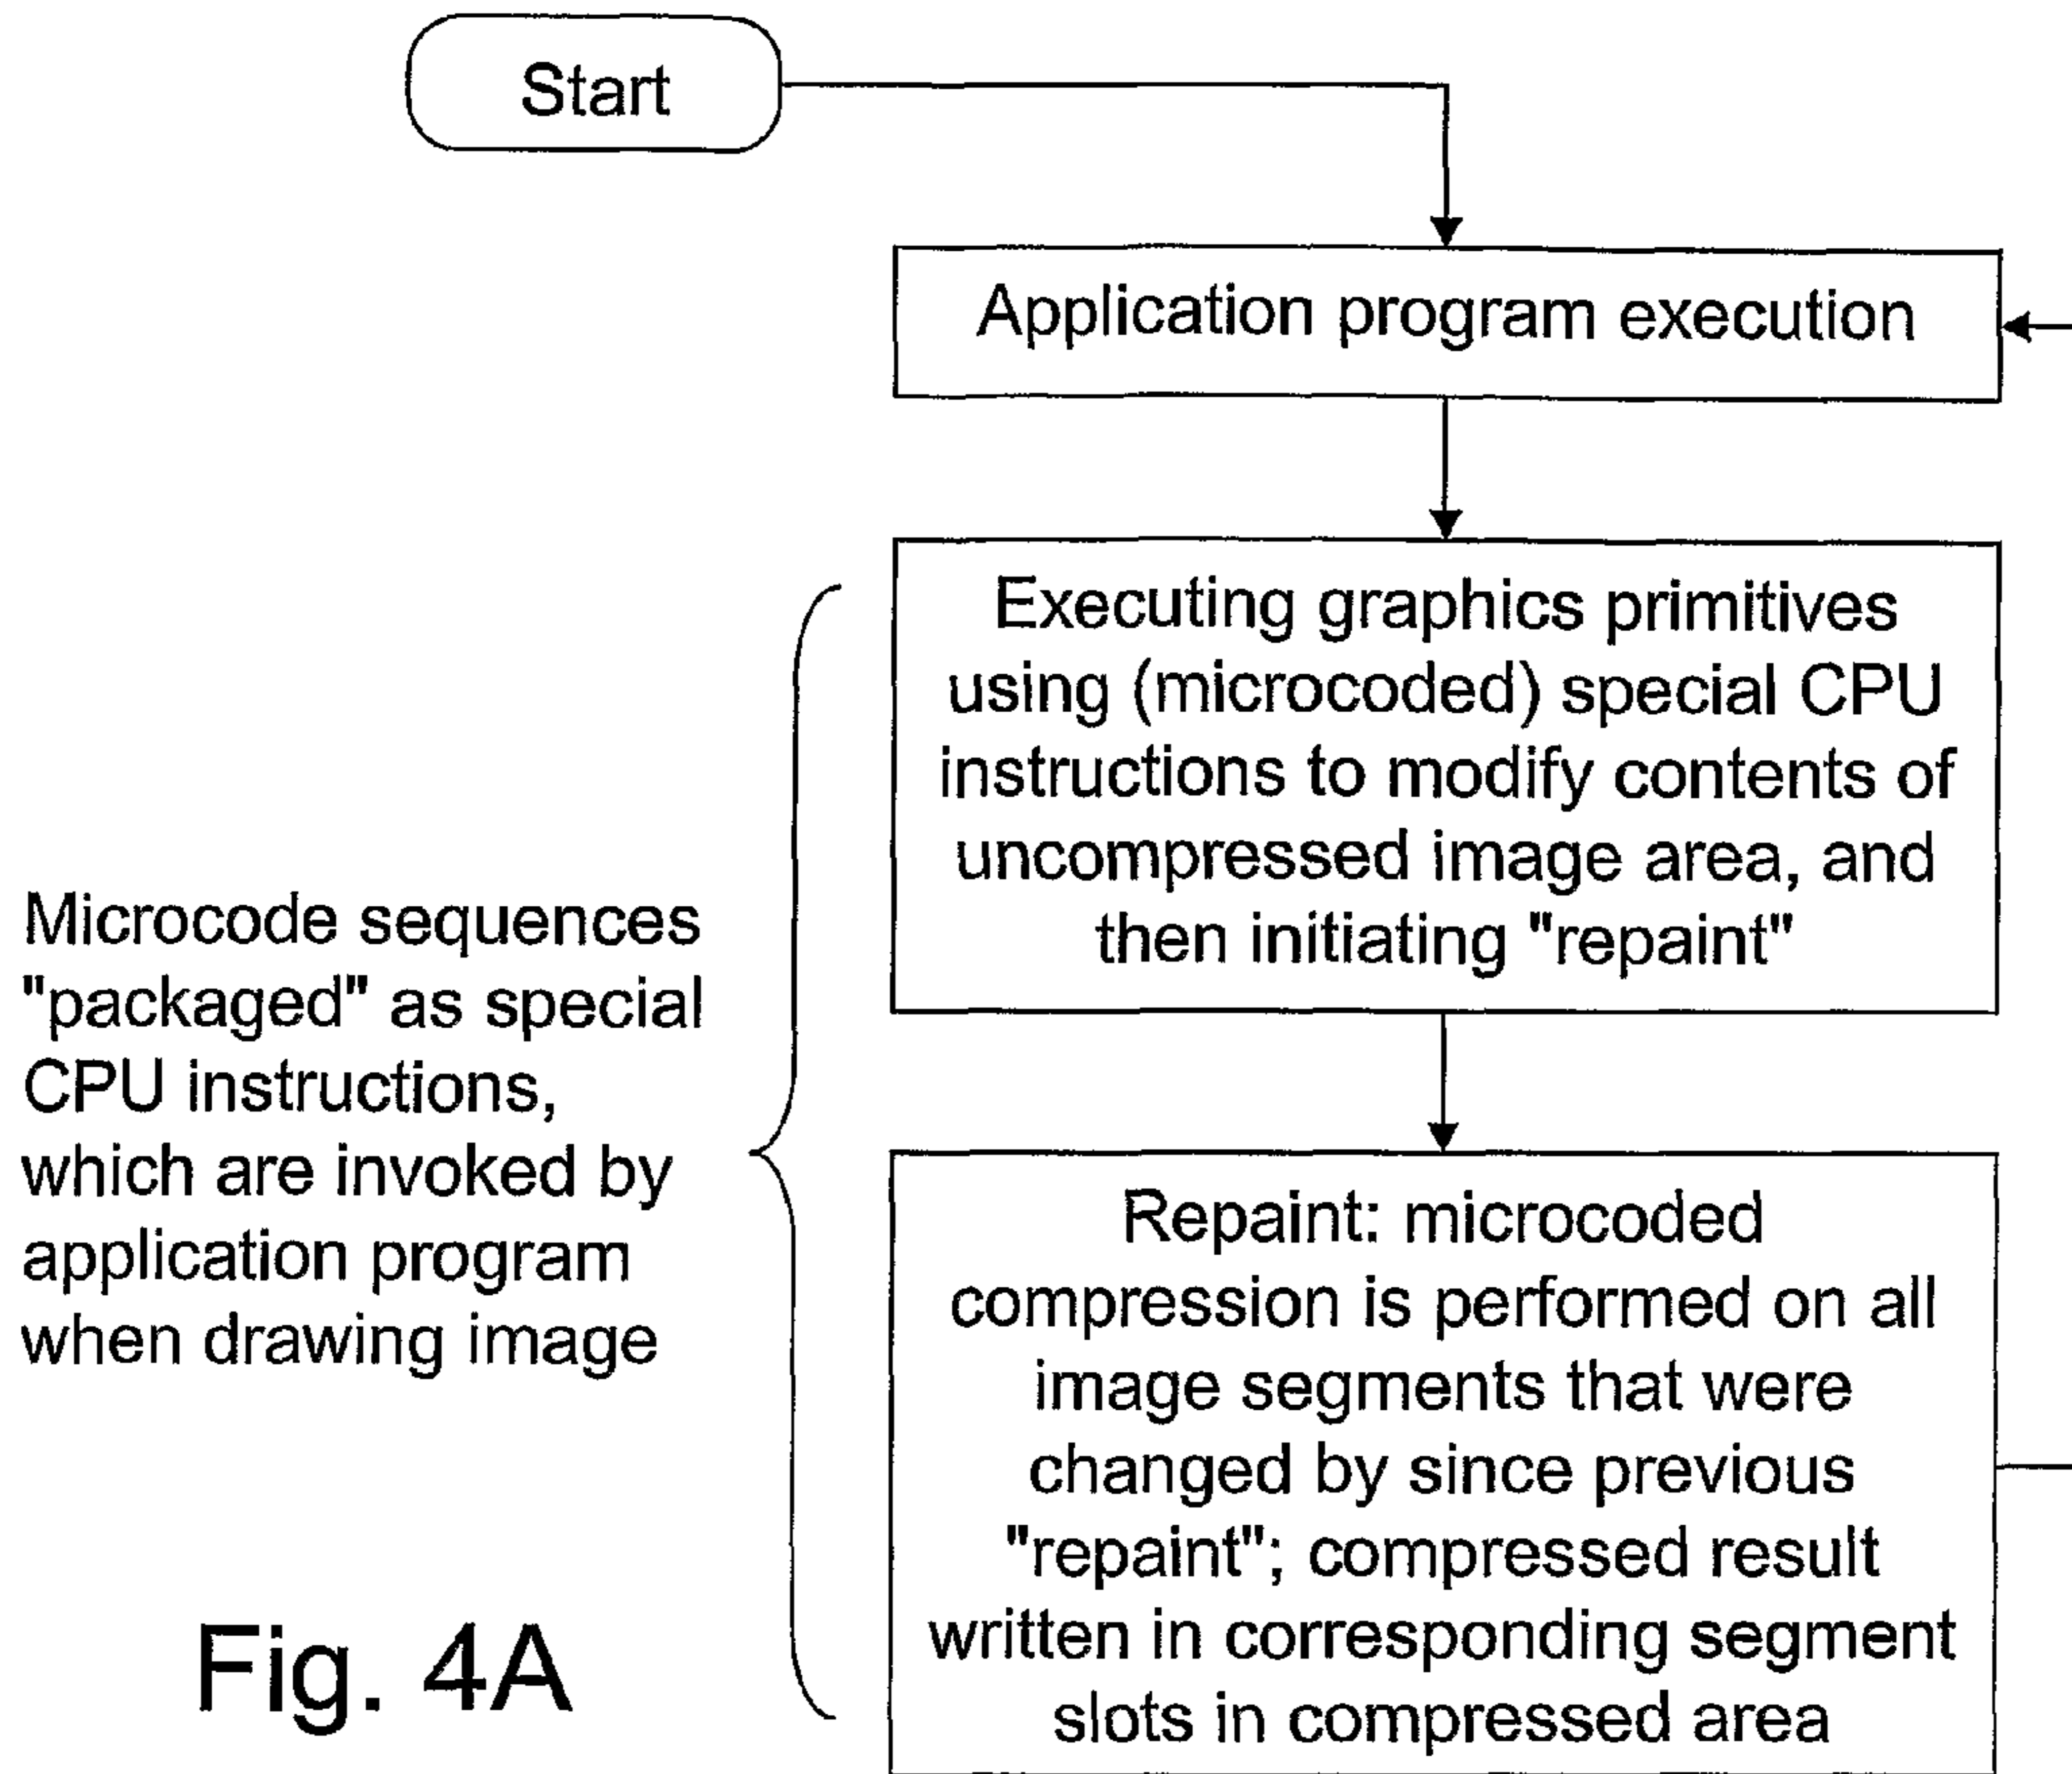 Start
Application program execution
Executing graphics primitives
using (microcoded) special CPU
instructions to modify contents of
uncompressed image area, and
then initiating "repaint"
Microcode sequences
"packaged" as special
CPU instructions,
which are invoked by
application program
when drawing image
Repaint: microcoded
compression is performed on all
image segments that were
changed by since previous
"repaint"; compressed result
written in corresponding segment
slots in compressed area
Fig. 4A